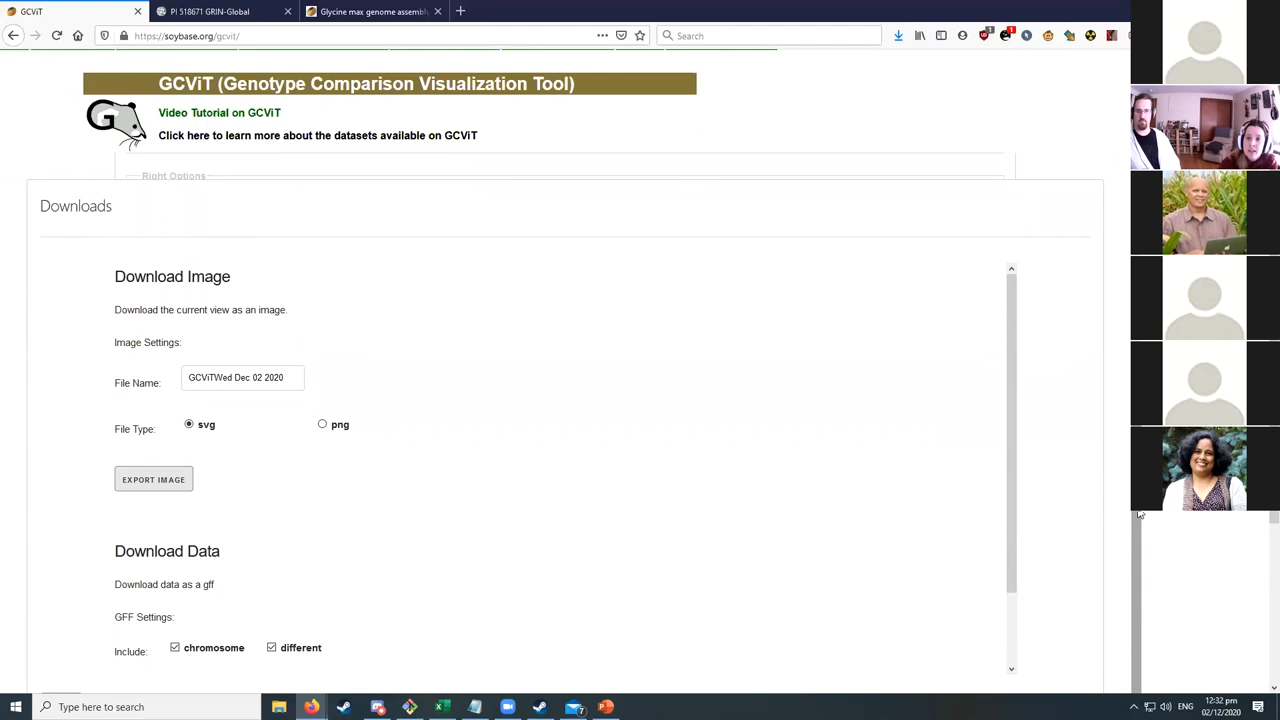 GCViT
PI 518671 GRIN-Global
Glycine max genome assembly
https://soybase.org/gcvit/
Search
GCViT (Genotype Comparison Visualization Tool)
Video Tutorial on GCViT
Click here to learn more about the datasets available on GCViT
Right Options
Downloads
Download Image
Download the current view as an image.
Image Settings:
File Name:
GCViTWed Dec 02 2020
File Type:
svg
png
EXPORT IMAGE
Download Data
Download data as a gff
GFF Settings:
Include:
chromosome
different
Type here to search
ENG
12:32 pm
02/12/2020